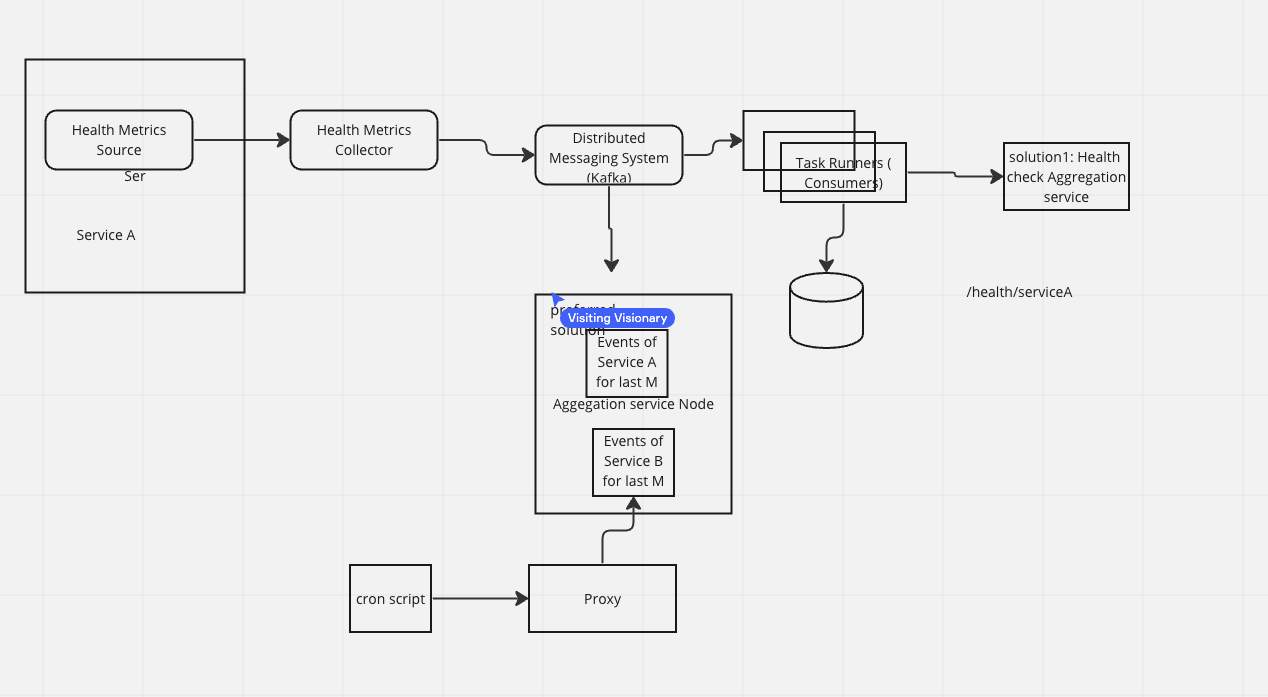 Health Metrics
Source
Ser
Service A
Health Metrics
Collector
Distributed
Messaging System
(Kafka)
Task Runners (
Consumers)
solution1: Health
check Aggregation
service
/health/serviceA
preferred
solution
Visiting Visionary
Events of
Service A
for last M
Aggegation service Node
Events of
Service B
for last M
cron script
Proxy